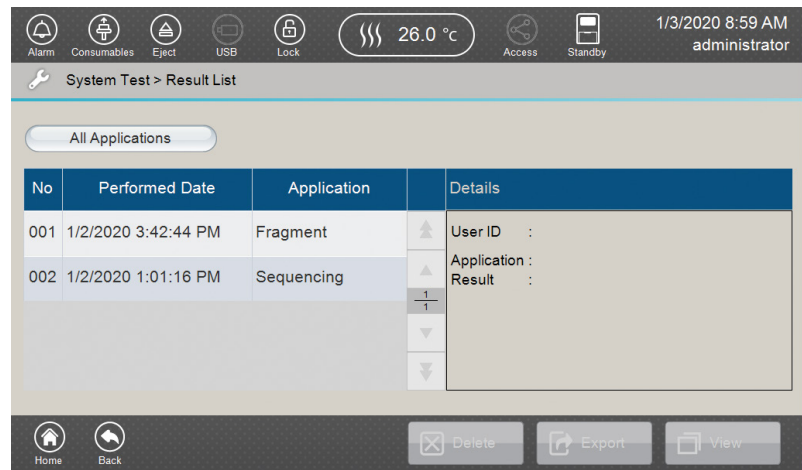 Alarm Consumables Eject USB Lock 26.0 °C Access Standby 1/3/2020 8:59 AM
administrator
System Test > Result List
All Applications
No Performed Date Application Details
001 1/2/2020 3:42:44 PM Fragment
002 1/2/2020 1:01:16 PM Sequencing
1
1
User ID :
Application :
Result :
Home Back Delete Export View